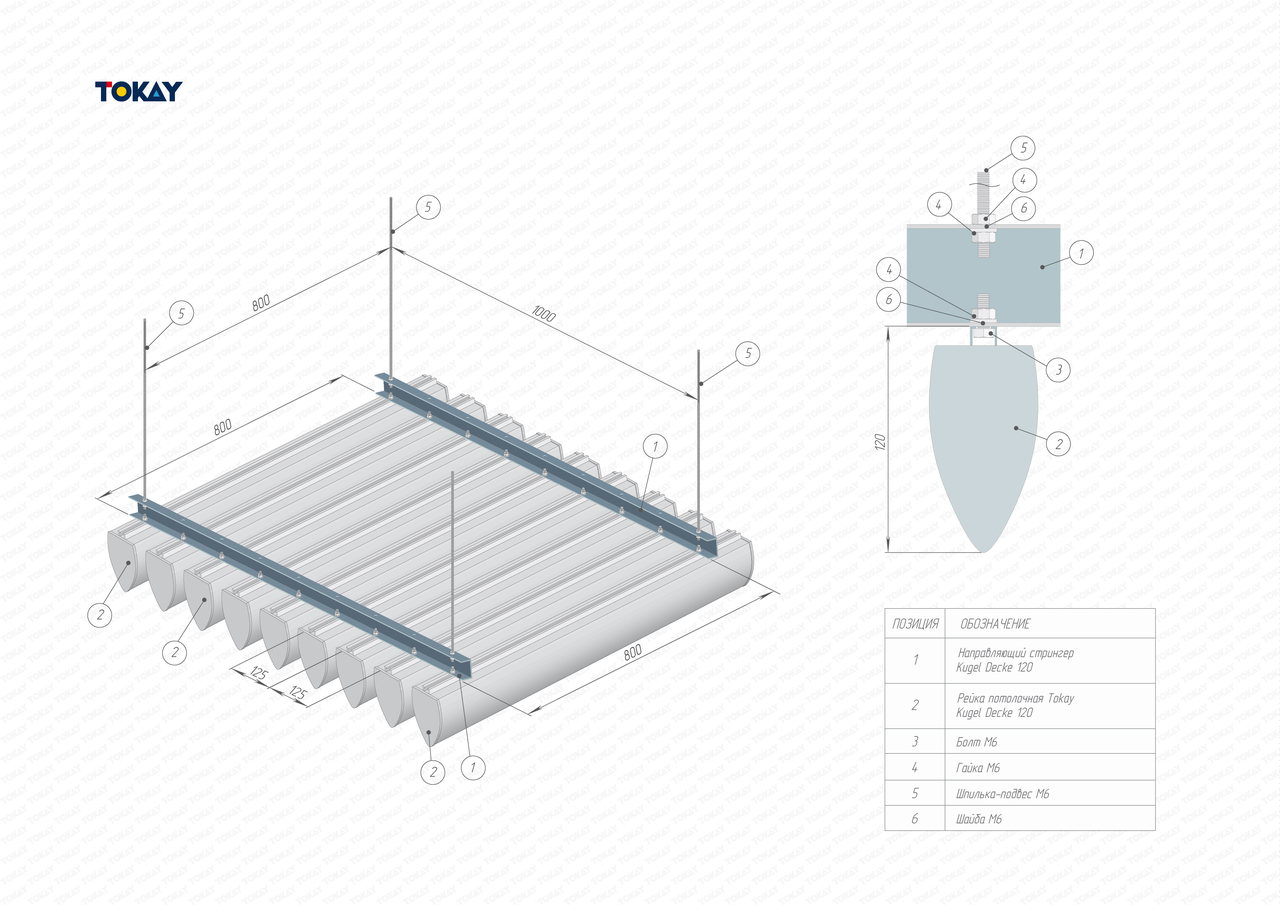 TOKAY
5
4
4
6
5
1
800
4
5
1000
6
5
3
800
1
2
120
2
2
125
125
800
2
1
ПОЗИЦИЯ ОБОЗНАЧЕНИЕ
1 Направляющий стрингер
Kugel Decke 120
2 Рейка потолочная Tokay
Kugel Decke 120
3 Болт М6
4 Гайка М6
5 Шпилька-подвес М6
6 Шайба М6